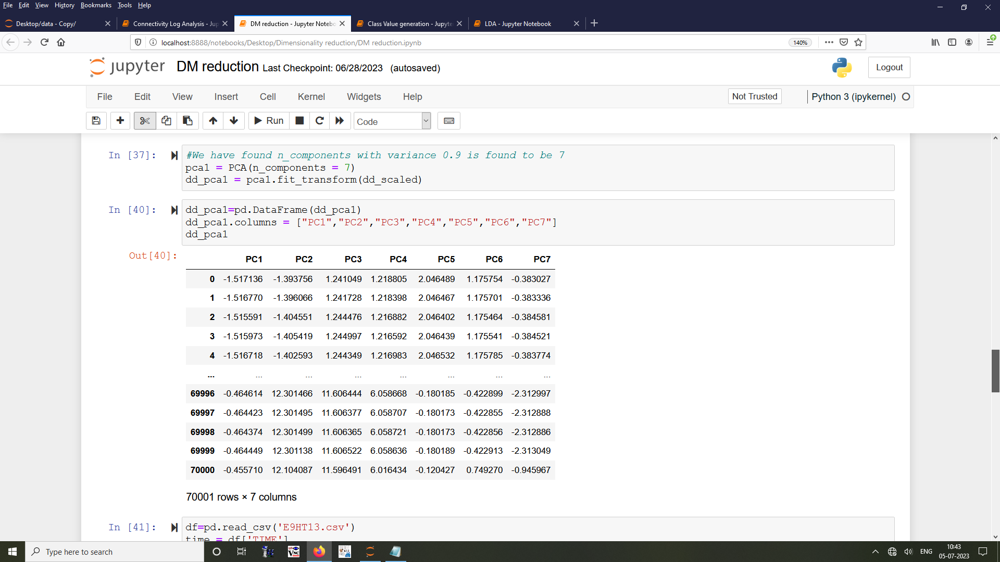 File Edit View History Bookmarks Tools Help
Desktop/data - Copy/ Connectivity Log Analysis - Jup DM reduction - Jupyter Notebo Class Value generation - Jupyte LDA - Jupyter Notebook
localhost:8888/notebooks/Desktop/Dimensionality reduction/DM reduction.ipynb 140%
jupyter DM reduction Last Checkpoint: 06/28/2023 (autosaved) Logout
File Edit View Insert Cell Kernel Widgets Help Not Trusted Python 3 (ipykernel)
Run Code
In [37]: #We have found n_components with variance 0.9 is found to be 7
pca1 = PCA(n_components = 7)
dd_pca1 = pca1.fit_transform(dd_scaled)
In [40]: dd_pca1=pd.DataFrame(dd_pca1)
dd_pca1.columns = ["PC1","PC2","PC3","PC4","PC5","PC6","PC7"]
dd_pca1
Out[40]: PC1 PC2 PC3 PC4 PC5 PC6 PC7
0 -1.517136 -1.393756 1.241049 1.218805 2.046489 1.175754 -0.383027
1 -1.516770 -1.396066 1.241728 1.218398 2.046467 1.175701 -0.383336
2 -1.515591 -1.404551 1.244476 1.216882 2.046402 1.175464 -0.384581
3 -1.515973 -1.405419 1.244997 1.216592 2.046439 1.175541 -0.384521
4 -1.516718 -1.402593 1.244349 1.216983 2.046532 1.175785 -0.383774
... ... ... ... ... ... ... ...
69996 -0.464614 12.301466 11.606444 6.058668 -0.180185 -0.422899 -2.312997
69997 -0.464423 12.301495 11.606377 6.058707 -0.180173 -0.422855 -2.312888
69998 -0.464374 12.301499 11.606365 6.058721 -0.180173 -0.422856 -2.312886
69999 -0.464449 12.301138 11.606522 6.058636 -0.180189 -0.422913 -2.313049
70000 -0.455710 12.104087 11.596491 6.016434 -0.120427 0.749270 -0.945967
70001 rows × 7 columns
In [41]: df=pd.read_csv('E9HT13.csv')
time = df['TIME']
Type here to search VNC ENG 10:43
05-07-2023